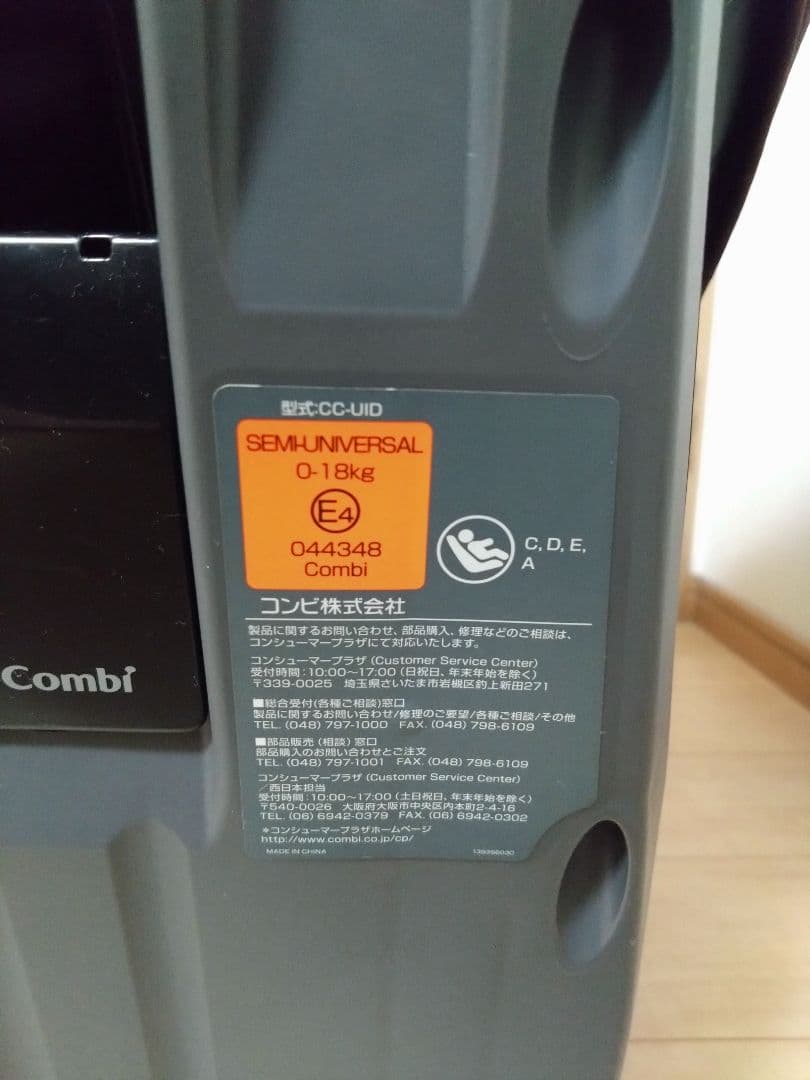 型式:CC-UID
SEMI-UNIVERSAL
0-18kg
E4
044348
Combi
C, D, E,
A
コンビ株式会社
製品に関するお問い合わせ、部品購入、修理などのご相談は、
コンシューマープラザにて対応いたします。
コンシューマープラザ (Customer Service Center)
受付時間：10:00～17:00 (日祝日、年末年始を除く)
〒339-0025 埼玉県さいたま市岩槻区釣上新田271
■総合受付(各種ご相談)窓口
製品に関するお問い合わせ/修理のご要望/各種ご相談/その他
TEL. (048) 797-1000 FAX. (048) 798-6109
■部品販売 (相談) 窓口
部品購入のお問い合わせとご注文
TEL. (048) 797-1001 FAX. (048) 798-6109
コンシューマープラザ (Customer Service Center)
/西日本担当
受付時間：10:00～17:00 (土日祝日、年末年始を除く)
〒540-0026 大阪府大阪市中央区内本町2-4-16
TEL. (06) 6942-0379 FAX. (06) 6942-0302
＊コンシューマープラザホームページ
http://www.combi.co.jp/cp/
MADE IN CHINA
Combi